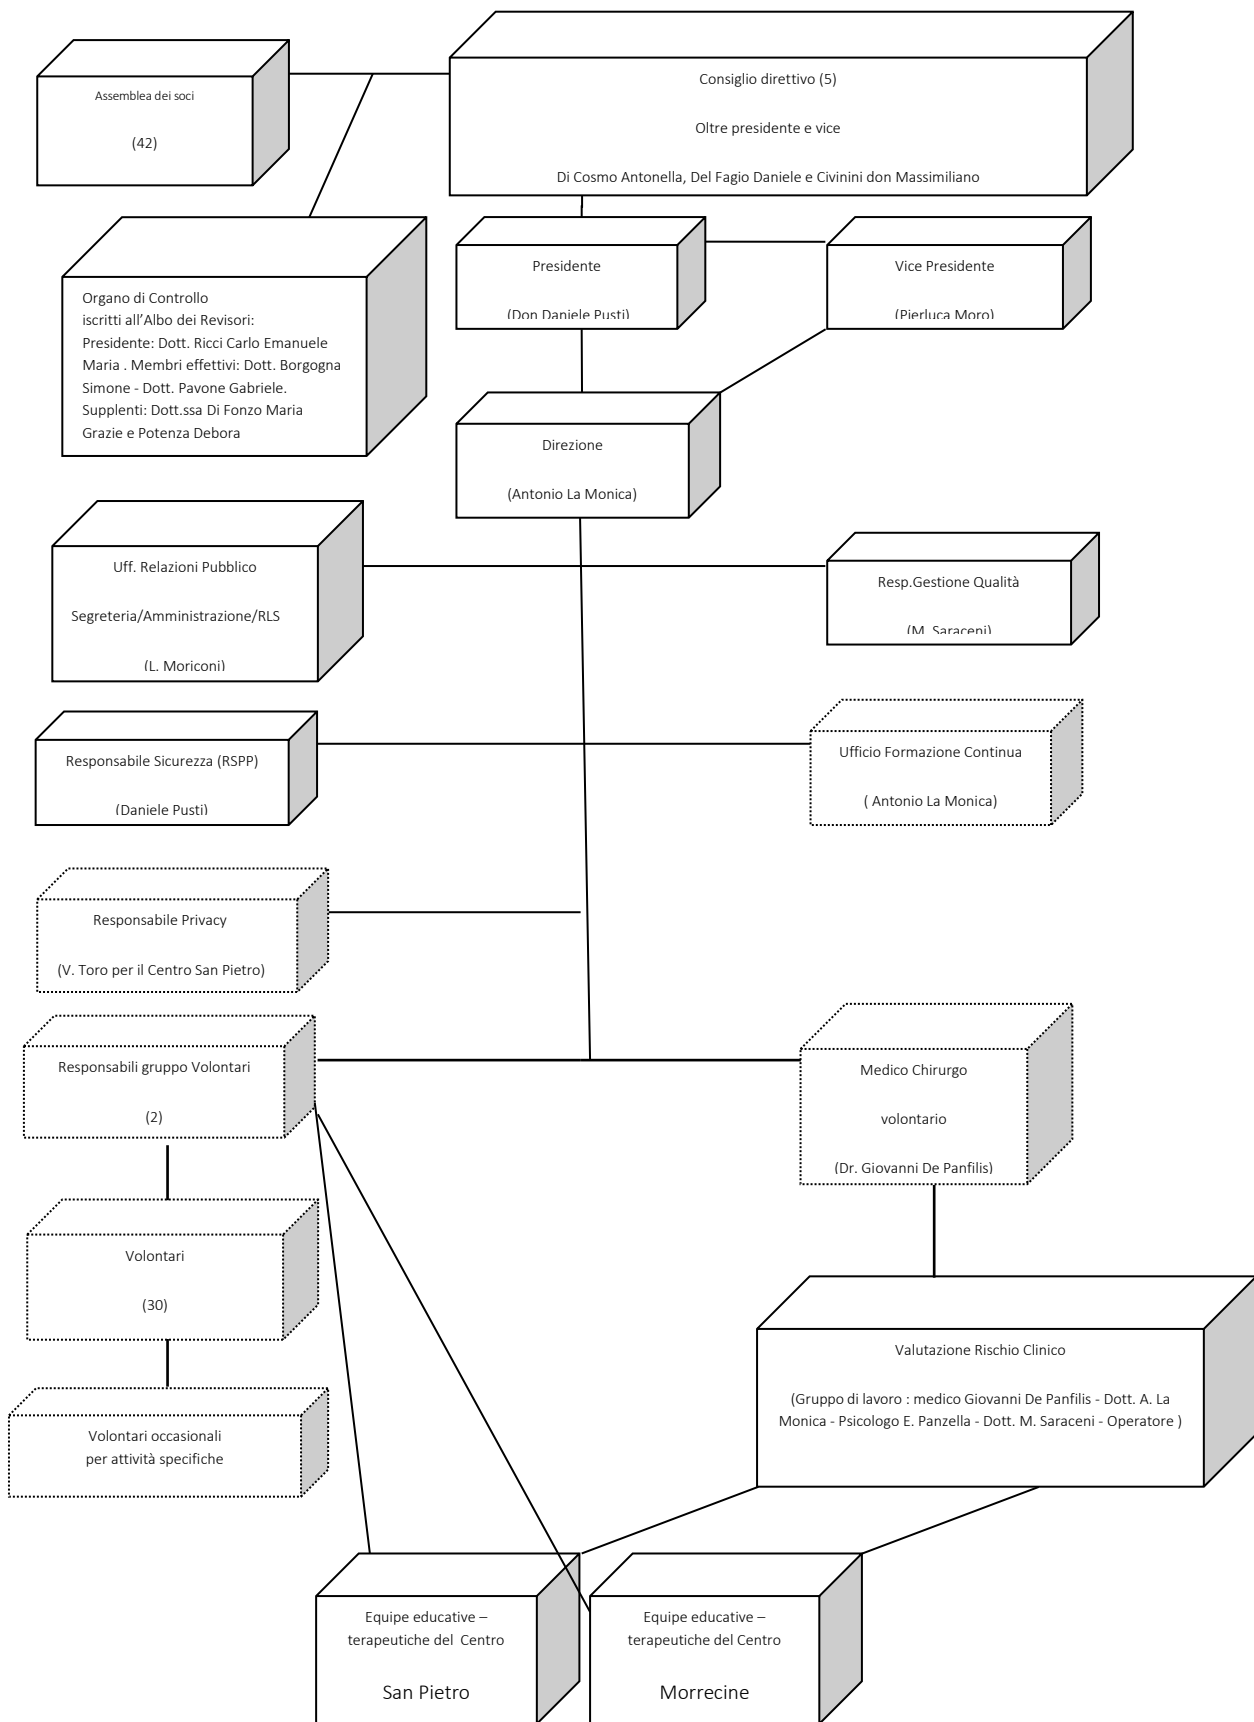 Assemblea dei soci
(42)
Consiglio direttivo (5)
Oltre presidente e vice
Di Cosmo Antonella, Del Fagio Daniele e Civinini don Massimiliano
Organo di Controllo
iscritti all'Albo dei Revisori:
Presidente: Dott. Ricci Carlo Emanuele
Maria . Membri effettivi: Dott. Borgogna
Simone - Dott. Pavone Gabriele.
Supplenti: Dott.ssa Di Fonzo Maria
Grazie e Potenza Debora
Presidente
(Don Daniele Pusti)
Vice Presidente
(Pierluca Moro)
Direzione
(Antonio La Monica)
Uff. Relazioni Pubblico
Segreteria/Amministrazione/RLS
(L. Moriconi)
Resp.Gestione Qualità
(M. Saraceni)
Responsabile Sicurezza (RSPP)
(Daniele Pusti)
Ufficio Formazione Continua
( Antonio La Monica)
Responsabile Privacy
(V. Toro per il Centro San Pietro)
Responsabili gruppo Volontari
(2)
Medico Chirurgo
volontario
(Dr. Giovanni De Panfilis)
Volontari
(30)
Valutazione Rischio Clinico
(Gruppo di lavoro : medico Giovanni De Panfilis - Dott. A. La
Monica - Psicologo E. Panzella - Dott. M. Saraceni - Operatore )
Volontari occasionali
per attività specifiche
Equipe educative –
terapeutiche del  Centro
San Pietro
Equipe educative –
terapeutiche del Centro
Morrecine